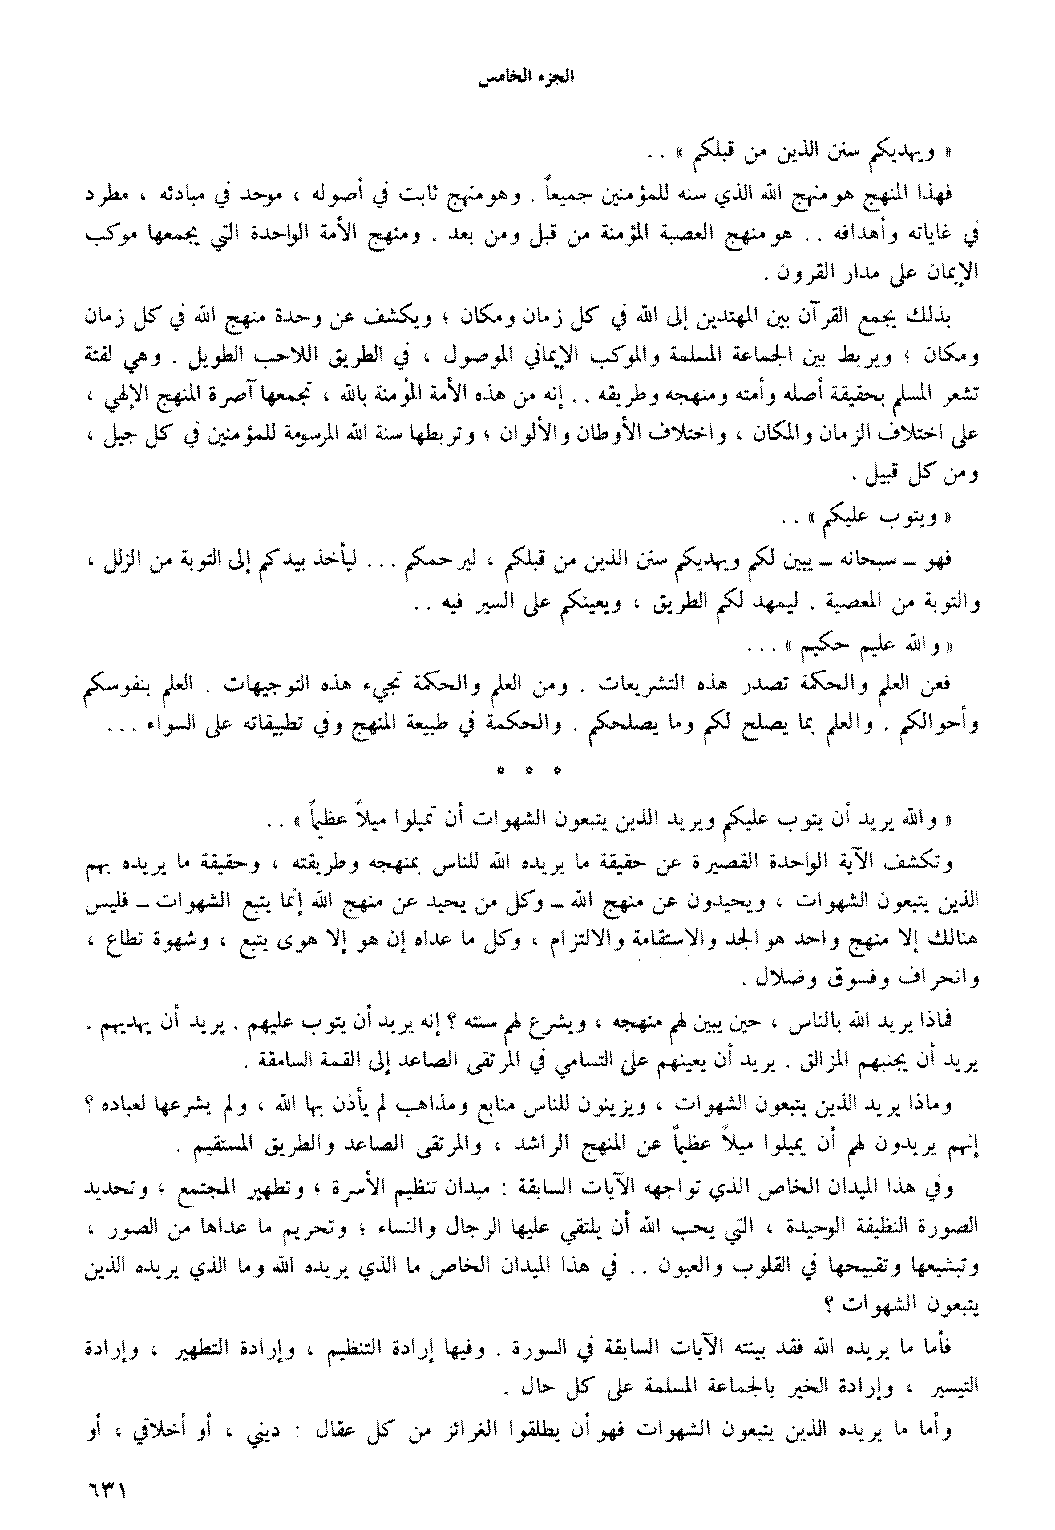 الجزء الخامس
« ويهديكم سنن الذين من قبلكم » . .
فهذا المنهج هو منهج الله الذي سنه للمؤمنين جميعاً . وهو منهج ثابت في أصوله ، موحد في مبادئه ، مطرد
في غاياته وأهدافه . . هو منهج العصبة المؤمنة من قبل ومن بعد . ومنهج الأمة الواحدة التي يجمعها موكب
الإيمان على مدار القرون .
بذلك يجمع القرآن بين المهتدين إلى الله في كل زمان ومكان ؛ ويكشف عن وحدة منهج الله في كل زمان
ومكان ؛ ويربط بين الجماعة المسلمة والموكب الإيماني الموصول ، في الطريق اللاحب الطويل . وهي لفتة
تشعر المسلم بحقيقة أصله وأمته ومنهجه وطريقه . . إنه من هذه الأمة المؤمنة بالله ، تجمعها آصرة المنهج الإلهي ،
على اختلاف الزمان والمكان ، واختلاف الأوطان والألوان ؛ وتربطها سنة الله المرسومة للمؤمنين في كل جيل ،
ومن كل قبيل .
« ويتوب عليكم » . .
فهو – سبحانه – يبين لكم ويهديكم سنن الذين من قبلكم ، ليرحمكم . . . ليأخذ بيدكم إلى التوبة من الزلل ،
والتوبة من المعصية . ليمهد لكم الطريق ، ويعينكم على السير فيه . .
« والله عليم حكيم » . . .
فعن العلم والحكمة تصدر هذه التشريعات . ومن العلم والحكمة تجيء هذه التوجيهات . العلم بنفوسكم
وأحوالكم . والعلم بما يصلح لكم وما يصلحكم . والحكمة في طبيعة المنهج وفي تطبيقاته على السواء . . .
* * *
« والله يريد أن يتوب عليكم ويريد الذين يتبعون الشهوات أن تميلوا ميلاً عظيماً » . .
وتكشف الآية الواحدة القصيرة عن حقيقة ما يريده الله للناس بمنهجه وطريقته ، وحقيقة ما يريده بهم
الذين يتبعون الشهوات ، ويحيدون عن منهج الله – وكل من يحيد عن منهج الله إنما يتبع الشهوات – فليس
هنالك إلا منهج واحد هو الجد والاستقامة والالتزام ، وكل ما عداه إن هو إلا هوى يتبع ، وشهوة تطاع ،
وانحراف وفسوق وضلال .
فماذا يريد الله بالناس ، حين يبين لهم منهجه ، ويشرع لهم سنته ؟ إنه يريد أن يتوب عليهم . يريد أن يهديهم .
يريد أن يجنبهم المزالق . يريد أن يعينهم على التسامي في المرتقى الصاعد إلى القمة السامقة .
وماذا يريد الذين يتبعون الشهوات ، ويزينون للناس منابع ومذاهب لم يأذن بها الله ، ولم يشرعها لعباده ؟
إنهم يريدون لهم أن يميلوا ميلاً عظيماً عن المنهج الراشد ، والمرتقى الصاعد والطريق المستقيم .
وفي هذا الميدان الخاص الذي تواجهه الآيات السابقة : ميدان تنظيم الأسرة ؛ وتطهير المجتمع ؛ وتحديد
الصورة النظيفة الوحيدة ، التي يحب الله أن يلتقي عليها الرجال والنساء ؛ وتحريم ما عداها من الصور ،
وتبشيعها وتقبيحها في القلوب والعيون . . في هذا الميدان الخاص ما الذي يريده الله وما الذي يريده الذين
يتبعون الشهوات ؟
فأما ما يريده الله فقد بينته الآيات السابقة في السورة . وفيها إرادة التنظيم ، وإرادة التطهير ، وإرادة
التيسير ، وإرادة الخير بالجماعة المسلمة على كل حال .
وأما ما يريده الذين يتبعون الشهوات فهو أن يطلقوا الغرائز من كل عقال : ديني ، أو أخلاقي ، أو
٦٣١